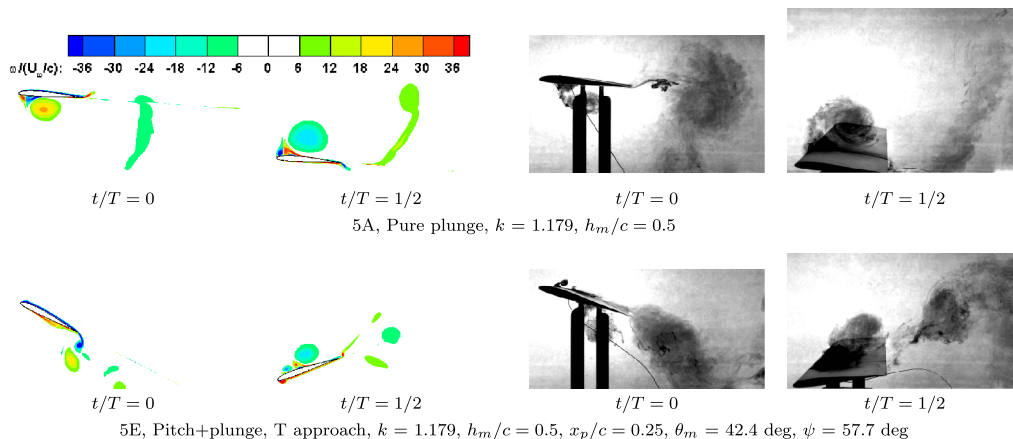 ω/(U∞/c): -36 -30 -24 -18 -12 -6 0 6 12 18 24 30 36
t/T = 0 t/T = 1/2 t/T = 0 t/T = 1/2
5A, Pure plunge, k = 1.179, hm/c = 0.5
t/T = 0 t/T = 1/2 t/T = 0 t/T = 1/2
5E, Pitch+plunge, T approach, k = 1.179, hm/c = 0.5, xp/c = 0.25, θm = 42.4 deg, ψ = 57.7 deg